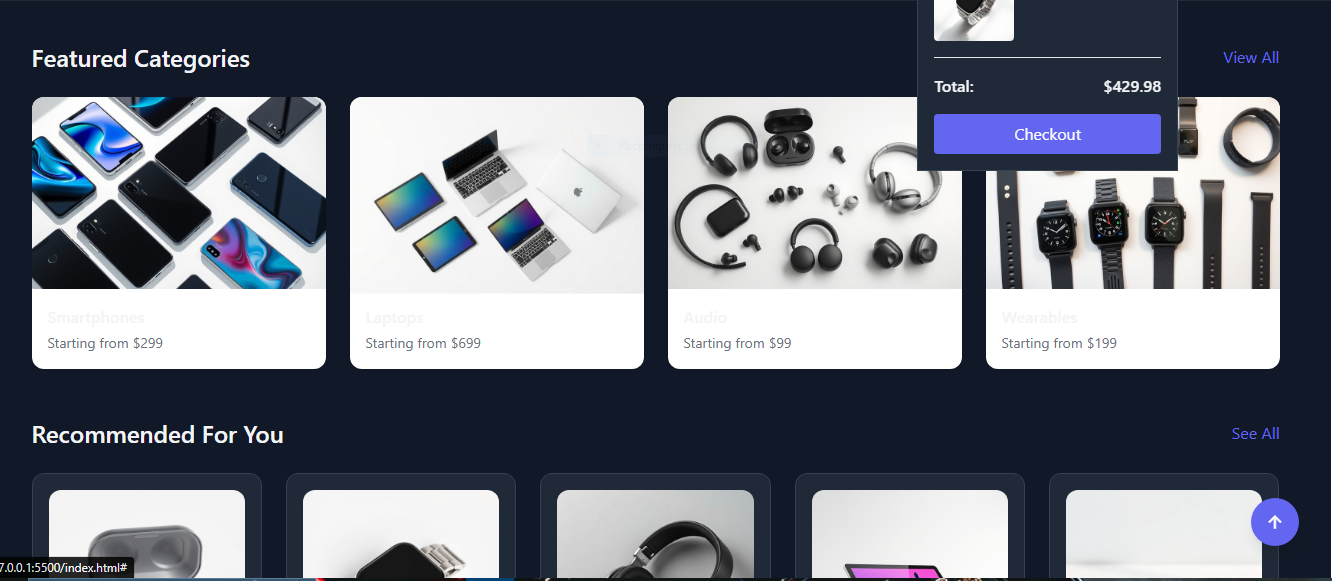 Featured Categories
View All
Total: $429.98
Checkout
Smartphones
Starting from $299
Laptops
Starting from $699
Audio
Starting from $99
Wearables
Starting from $199
Recommended For You
See All
7.0.0.1:5500/index.html#